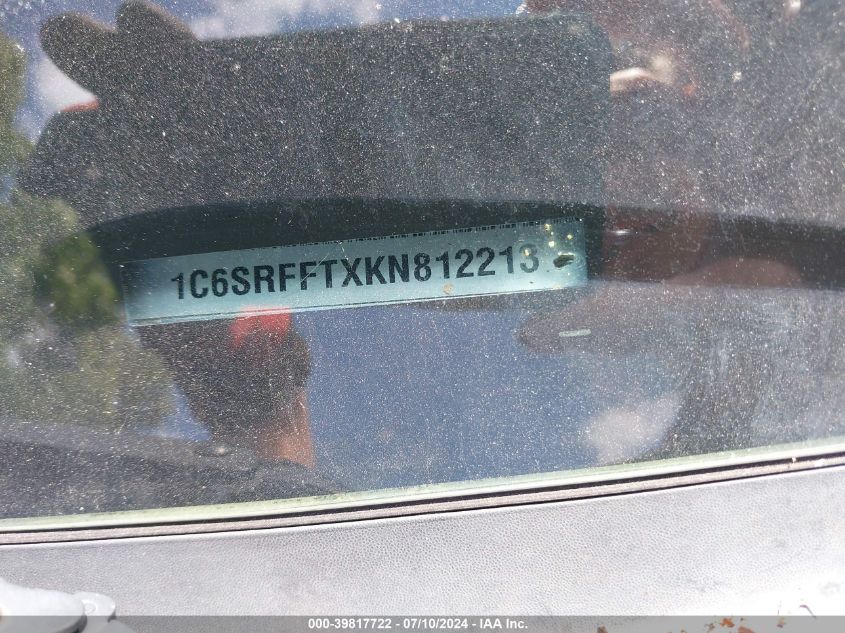 1C6SRFFTXKN812213
000-39817722 - 07/10/2024 - IAA Inc.